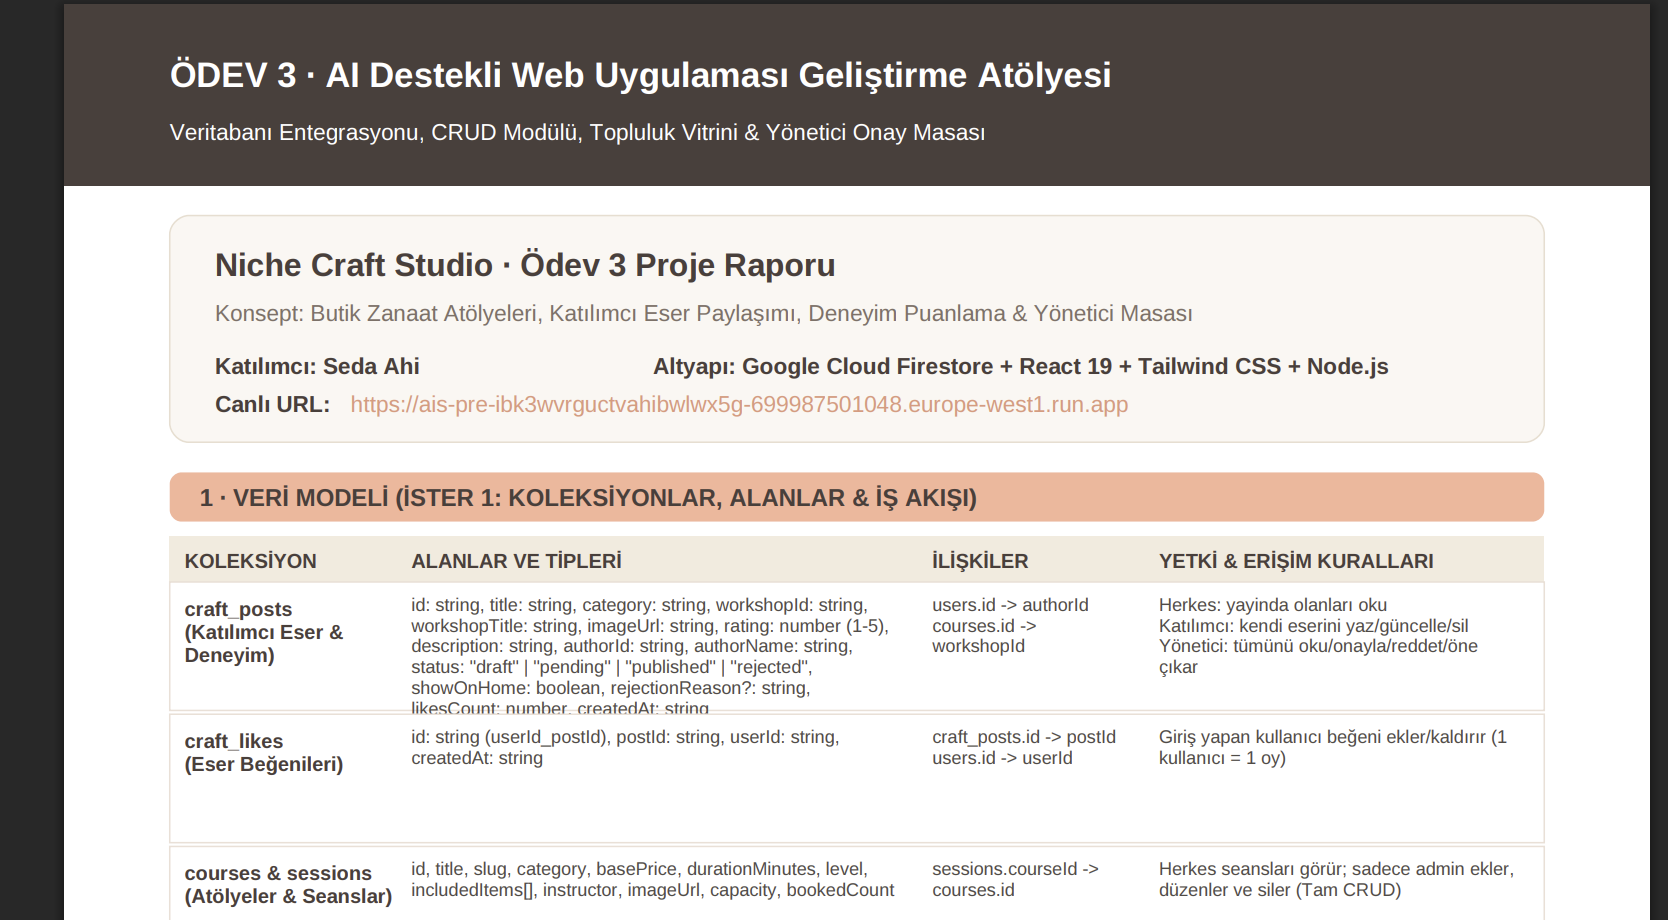 ÖDEV 3 · AI Destekli Web Uygulaması Geliştirme Atölyesi
Veritabanı Entegrasyonu, CRUD Modülü, Topluluk Vitrini & Yönetici Onay Masası
Niche Craft Studio · Ödev 3 Proje Raporu
Konsept: Butik Zanaat Atölyeleri, Katılımcı Eser Paylaşımı, Deneyim Puanlama & Yönetici Masası
Katılımcı: Seda Ahi
Altyapı: Google Cloud Firestore + React 19 + Tailwind CSS + Node.js
Canlı URL: https://ais-pre-ibk3wvrguctvahibwlwx5g-699987501048.europe-west1.run.app
1 · VERİ MODELİ (İSTER 1: KOLEKSİYONLAR, ALANLAR & İŞ AKIŞI)
KOLEKSİYON
ALANLAR VE TİPLERİ
İLİŞKİLER
YETKİ & ERİŞİM KURALLARI
craft_posts
(Katılımcı Eser &
Deneyim)
id: string, title: string, category: string, workshopId: string,
workshopTitle: string, imageUrl: string, rating: number (1-5),
description: string, authorId: string, authorName: string,
status: "draft" | "pending" | "published" | "rejected",
showOnHome: boolean, rejectionReason?: string,
likesCount: number, createdAt: string
users.id -> authorId
courses.id ->
workshopId
Herkes: yayinda olanları oku
Katılımcı: kendi eserini yaz/güncelle/sil
Yönetici: tümünü oku/onayla/reddet/öne
çıkar
craft_likes
(Eser Beğenileri)
id: string (userId_postId), postId: string, userId: string,
createdAt: string
craft_posts.id -> postId
users.id -> userId
Giriş yapan kullanıcı beğeni ekler/kaldırır (1
kullanıcı = 1 oy)
courses & sessions
(Atölyeler & Seanslar)
id, title, slug, category, basePrice, durationMinutes, level,
includedItems[], instructor, imageUrl, capacity, bookedCount
sessions.courseId ->
courses.id
Herkes seansları görür; sadece admin ekler,
düzenler ve siler (Tam CRUD)